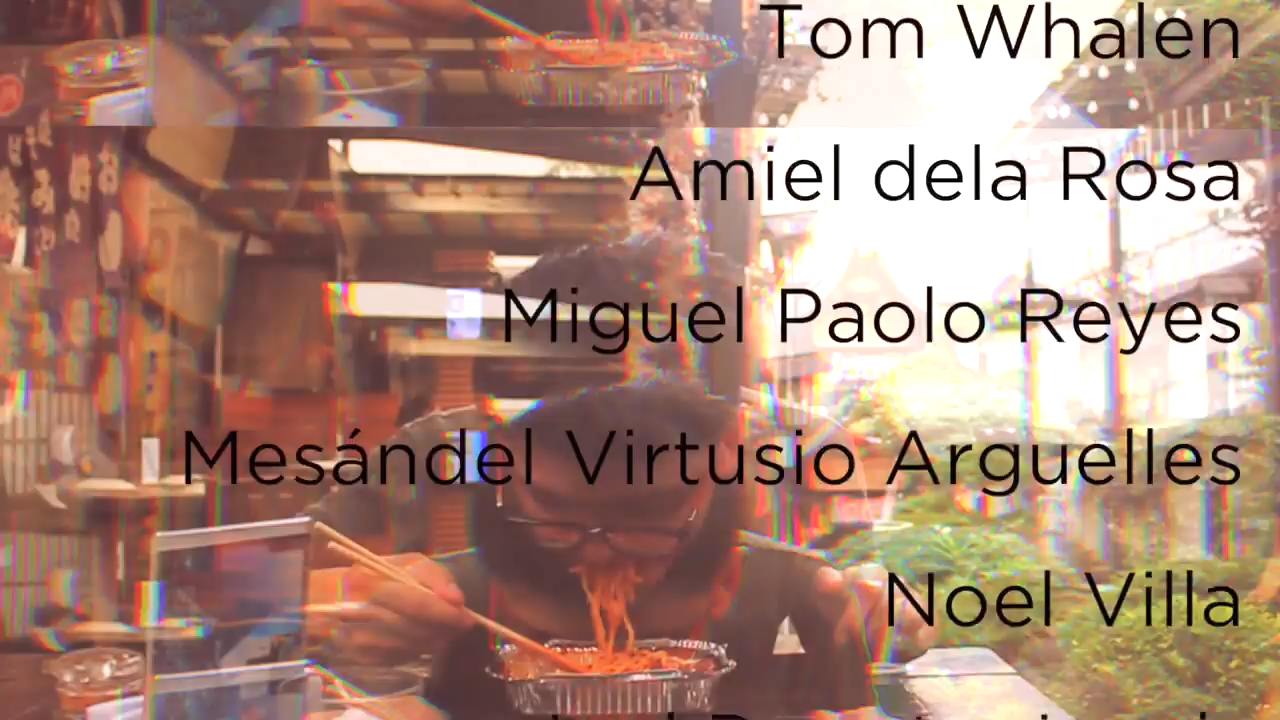 Tom Whalen
Amiel dela Rosa
Miguel Paolo Reyes
Mesándel Virtusio Arguelles
Noel Villa